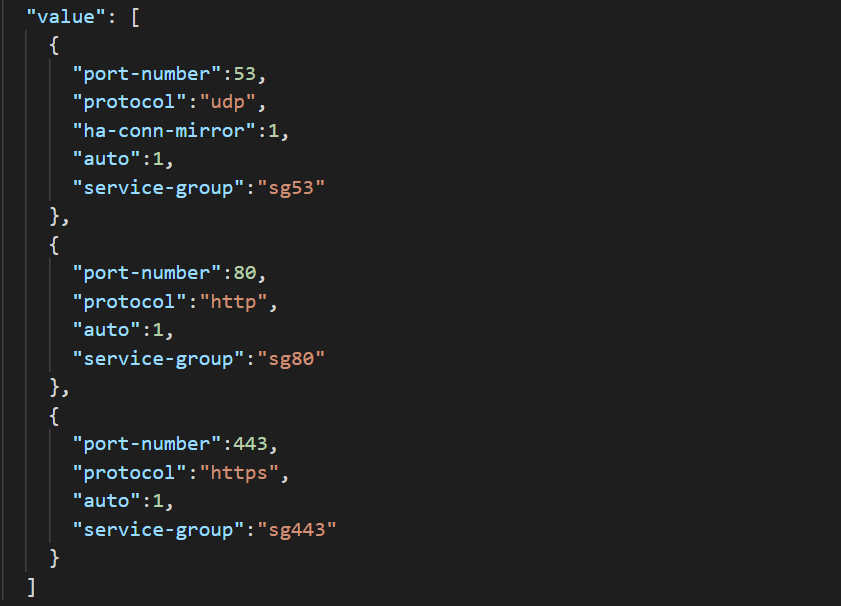 "value": [
{
"port-number":53,
"protocol":"udp",
"ha-conn-mirror":1,
"auto":1,
"service-group":"sg53"
},
{
"port-number":80,
"protocol":"http",
"auto":1,
"service-group":"sg80"
},
{
"port-number":443,
"protocol":"https",
"auto":1,
"service-group":"sg443"
}
]